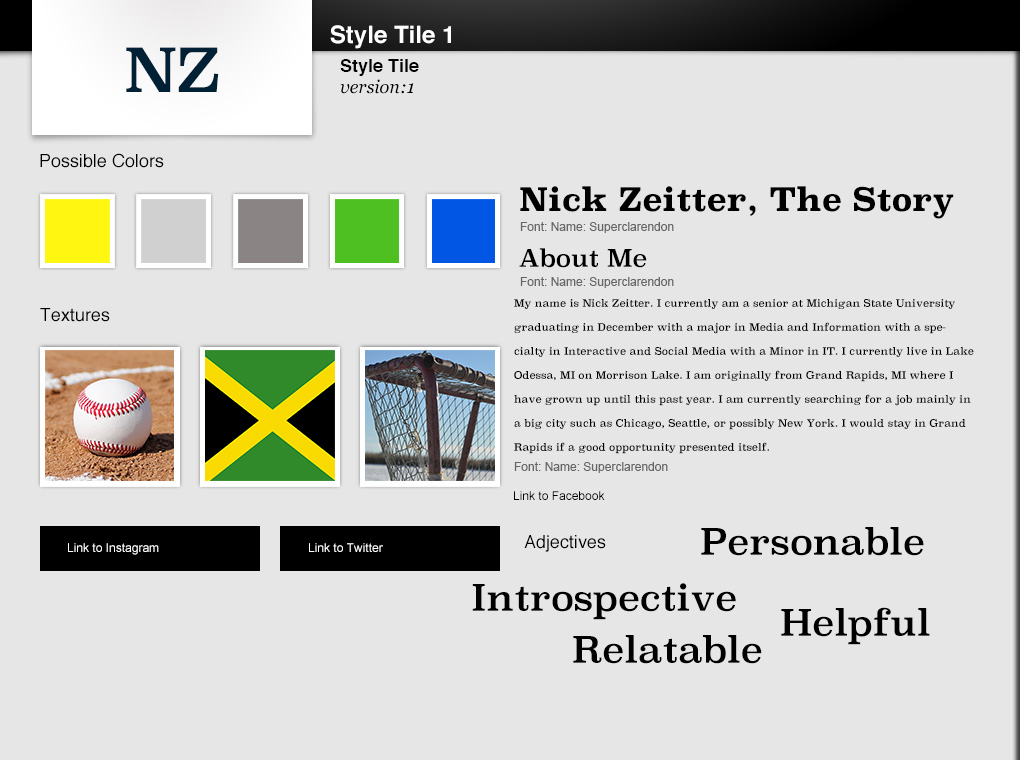 NZ
Style Tile 1
Style Tile
version:1
Possible Colors
Textures
Link to Instagram
Link to Twitter
Nick Zeitter, The Story
Font: Name: Superclarendon
About Me
Font: Name: Superclarendon
My name is Nick Zeitter. I currently am a senior at Michigan State University
graduating in December with a major in Media and Information with a spe-
cialty in Interactive and Social Media with a Minor in IT. I currently live in Lake
Odessa, MI on Morrison Lake. I am originally from Grand Rapids, MI where I
have grown up until this past year. I am currently searching for a job mainly in
a big city such as Chicago, Seattle, or possibly New York. I would stay in Grand
Rapids if a good opportunity presented itself.
Font: Name: Superclarendon
Link to Facebook
Adjectives
Personable
Introspective
Helpful
Relatable